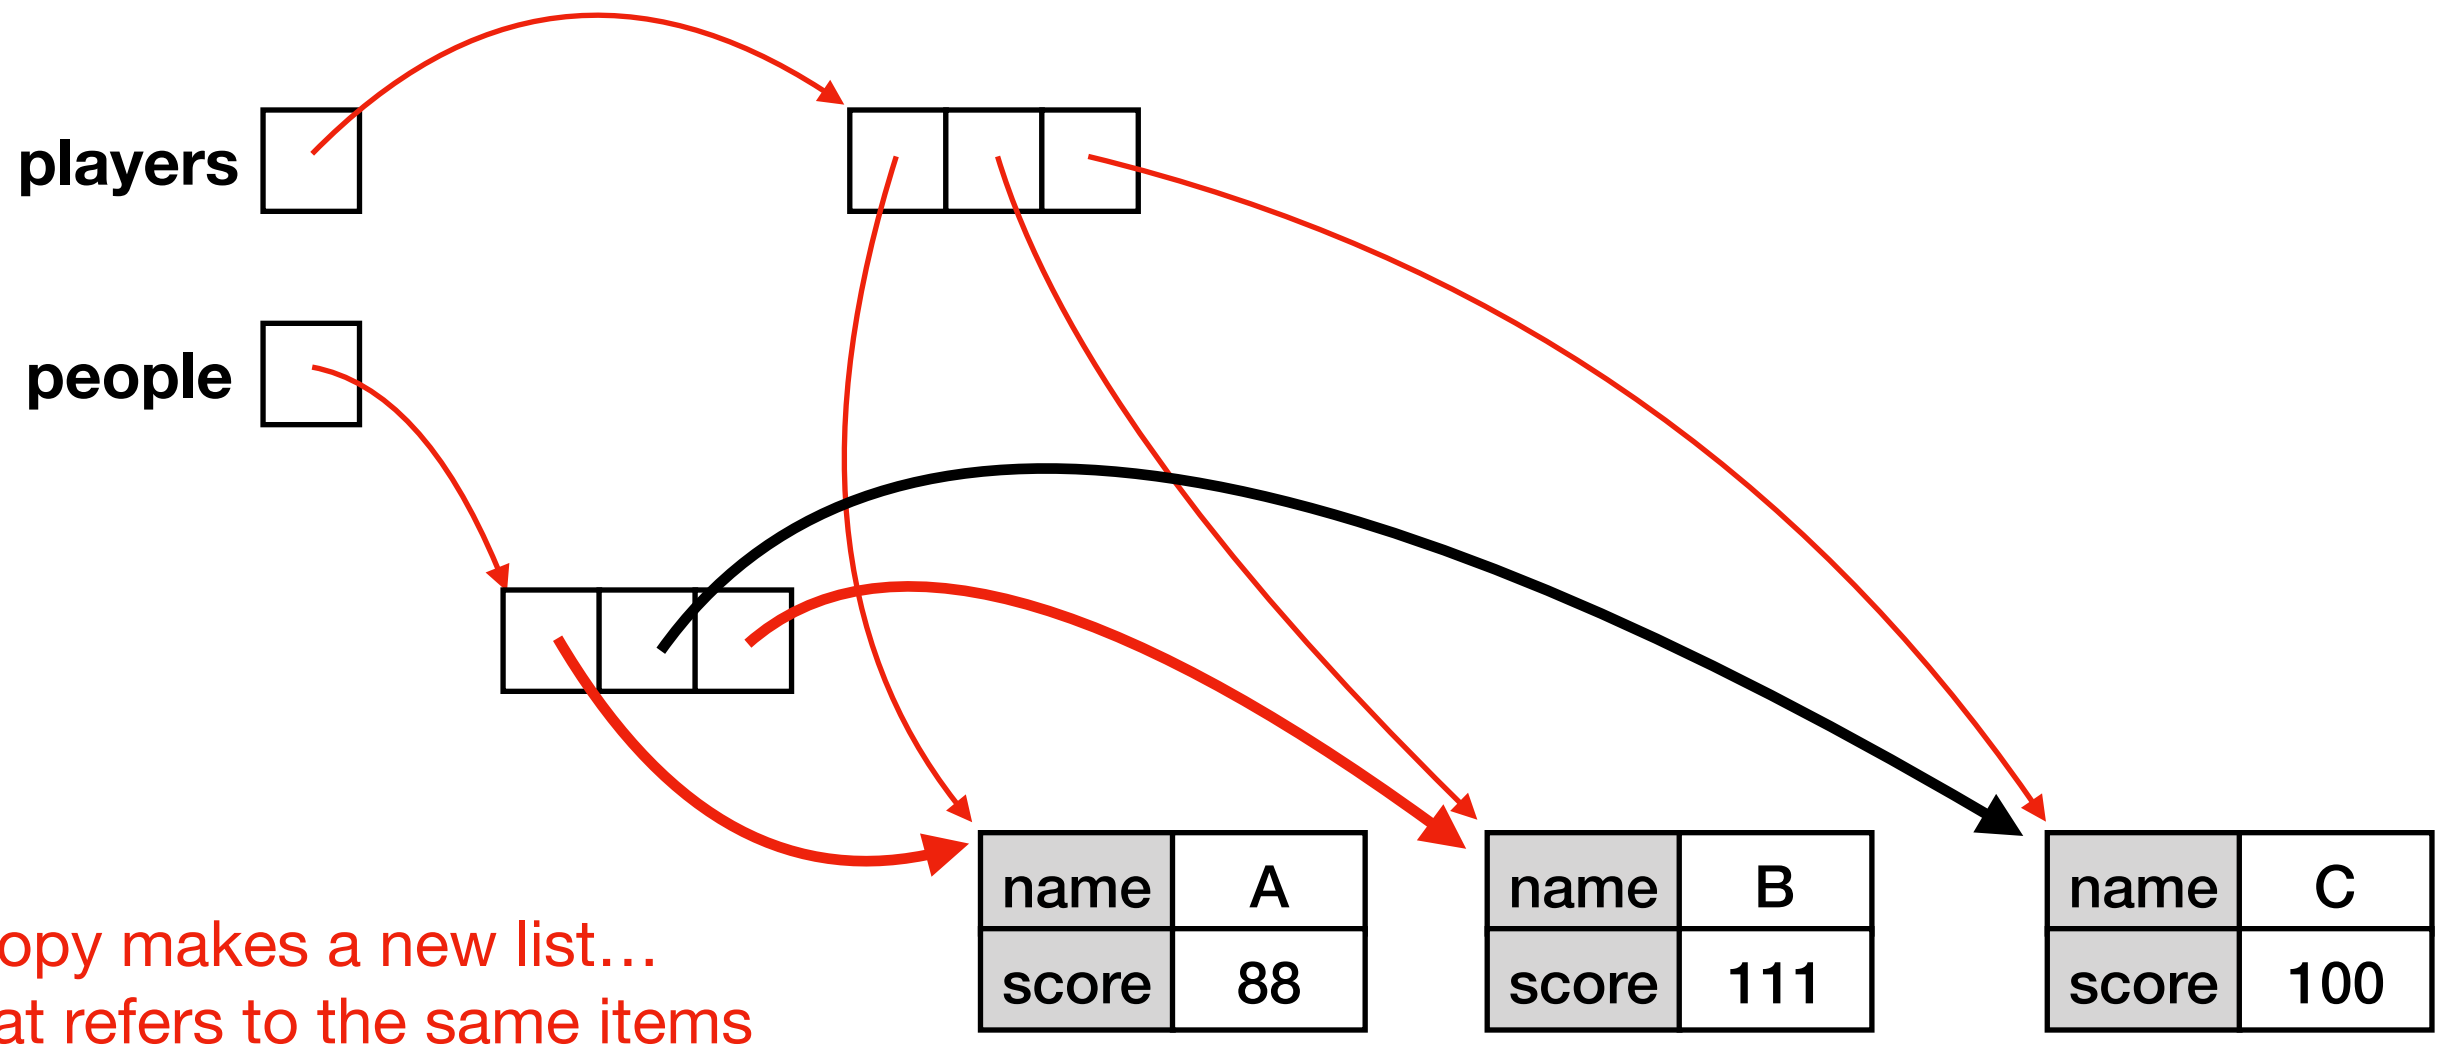 players
people
name A
score 88
name B
score 111
name C
score 100
opy makes a new list…
at refers to the same items